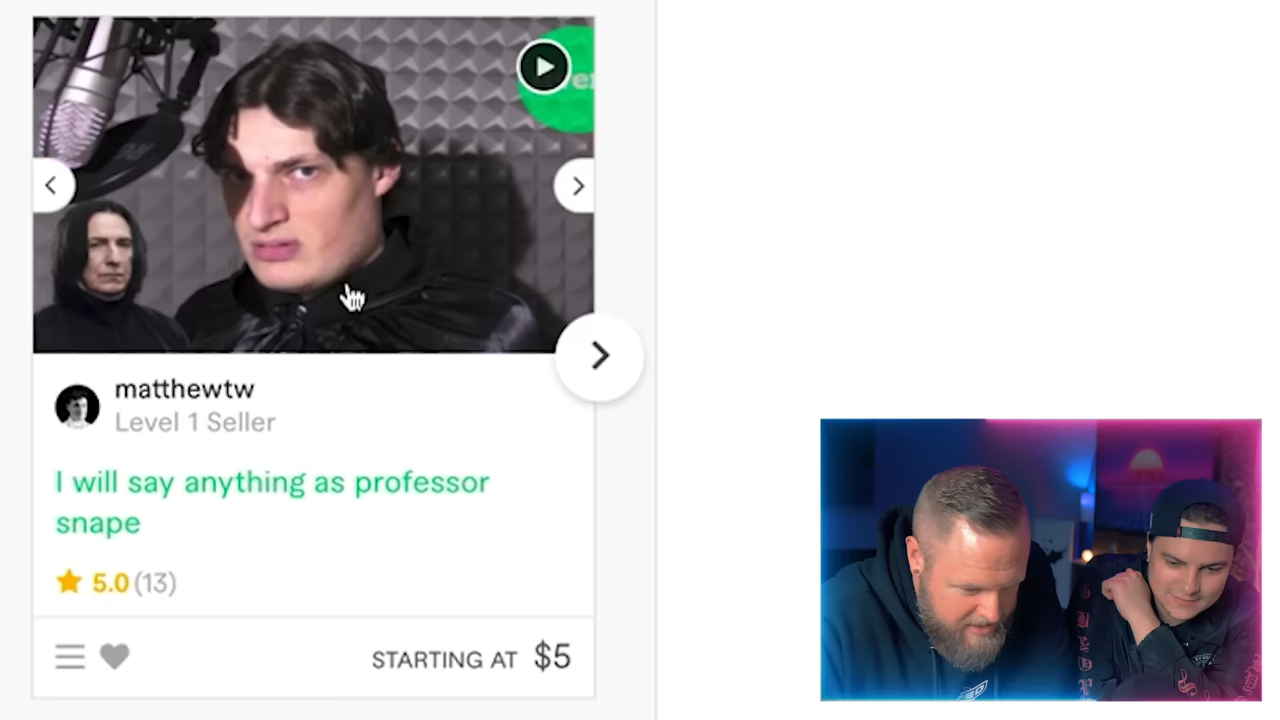 matthewtw
Level 1 Seller
I will say anything as professor
snape
5.0 (13)
STARTING AT $5